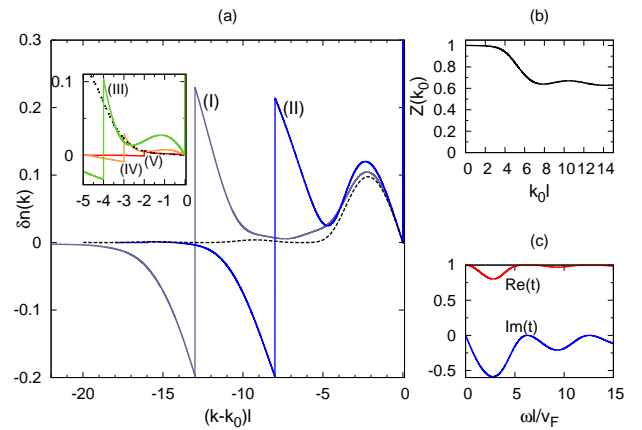 (a)
0.3
0.2
0.1
0
-0.1
-0.2
δn(k)
-20
-15
-10
-5
0
(k-k₀)l
(I)
(II)
0.1
0
(III)
(IV)
(V)
-5 -4 -3 -2 -1 0
(b)
1
0.8
0.6
0.4
0.2
0
Z(k₀)
0 2 4 6 8 10 12 14
k₀l
(c)
1
0.5
0
-0.5
Re(t)
Im(t)
0 5 10 15
ωl/v_F